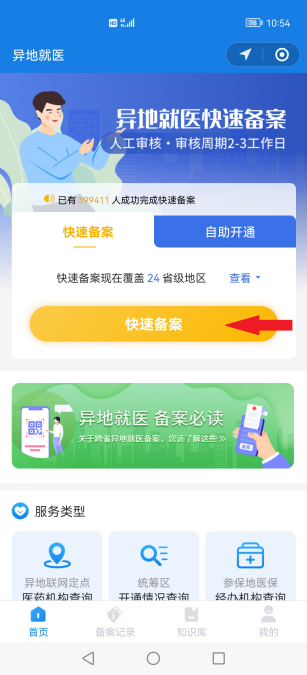 10:54
异地就医
异地就医快速备案
人工审核·审核周期2-3工作日
已有 399411 人成功完成快速备案
快速备案
自助开通
快速备案现在覆盖 24 省级地区 查看
快速备案
异地就医 备案必读
关于跨省异地就医备案，您该了解这些
服务类型
异地联网定点
医药机构查询
统筹区
开通情况查询
参保地医保
经办机构查询
首页
备案记录
知识库
我的